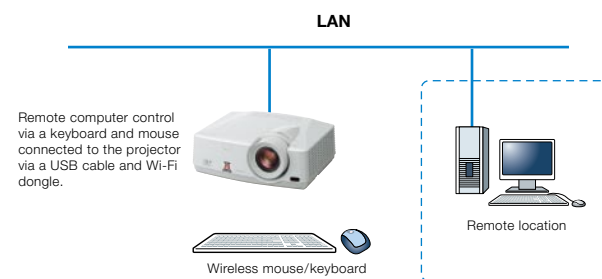 LAN
Remote computer control
via a keyboard and mouse
connected to the projector
via a USB cable and Wi-Fi
dongle.
Remote location
Wireless mouse/keyboard